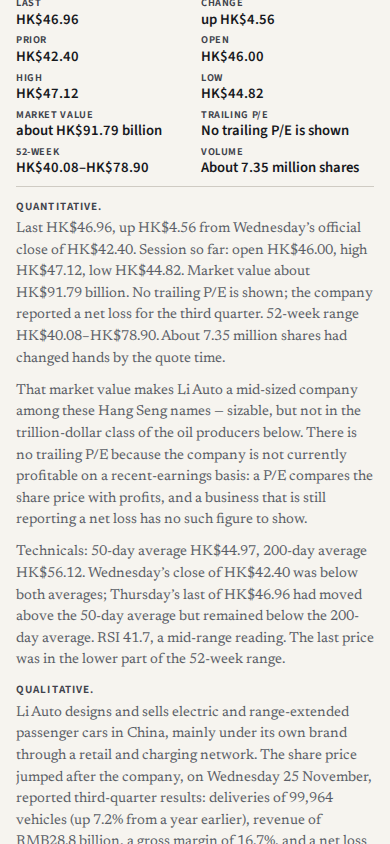 LAST CHANGE
HK$46.96 up HK$4.56
PRIOR OPEN
HK$42.40 HK$46.00
HIGH LOW
HK$47.12 HK$44.82
MARKET VALUE TRAILING P/E
about HK$91.79 billion No trailing P/E is shown
52-WEEK VOLUME
HK$40.08–HK$78.90 About 7.35 million shares
QUANTITATIVE.
Last HK$46.96, up HK$4.56 from Wednesday's official
close of HK$42.40. Session so far: open HK$46.00, high
HK$47.12, low HK$44.82. Market value about
HK$91.79 billion. No trailing P/E is shown; the company
reported a net loss for the third quarter. 52-week range
HK$40.08–HK$78.90. About 7.35 million shares had
changed hands by the quote time.
That market value makes Li Auto a mid-sized company
among these Hang Seng names — sizable, but not in the
trillion-dollar class of the oil producers below. There is
no trailing P/E because the company is not currently
profitable on a recent-earnings basis: a P/E compares the
share price with profits, and a business that is still
reporting a net loss has no such figure to show.
Technicals: 50-day average HK$44.97, 200-day average
HK$56.12. Wednesday's close of HK$42.40 was below
both averages; Thursday's last of HK$46.96 had moved
above the 50-day average but remained below the 200-
day average. RSI 41.7, a mid-range reading. The last price
was in the lower part of the 52-week range.
QUALITATIVE.
Li Auto designs and sells electric and range-extended
passenger cars in China, mainly under its own brand
through a retail and charging network. The share price
jumped after the company, on Wednesday 25 November,
reported third-quarter results: deliveries of 99,964
vehicles (up 7.2% from a year earlier), revenue of
RMB28.8 billion, a gross margin of 16.7%, and a net loss